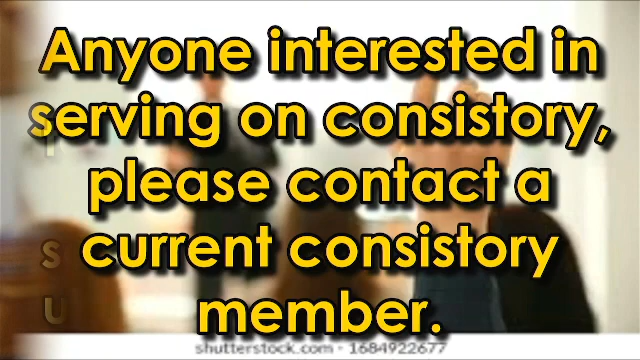 Anyone interested in
serving on consistory,
please contact a
current consistory
member.
s
u
shutterstock.com · 1684922677